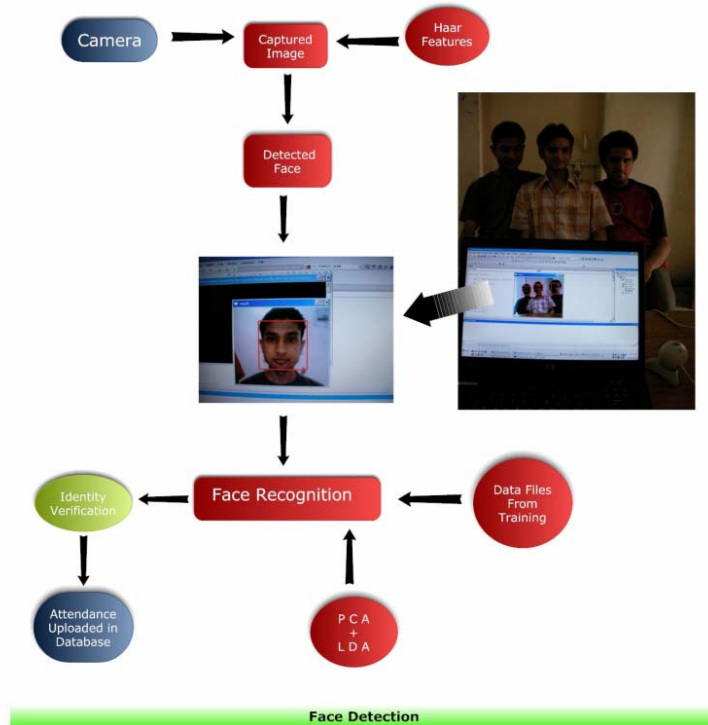 Camera
Captured
Image
Haar
Features
Detected
Face
Face Recognition
Identity
Verification
Data Files
From
Training
Attendance
Uploaded in
Database
P C A
+
L D A
Face Detection